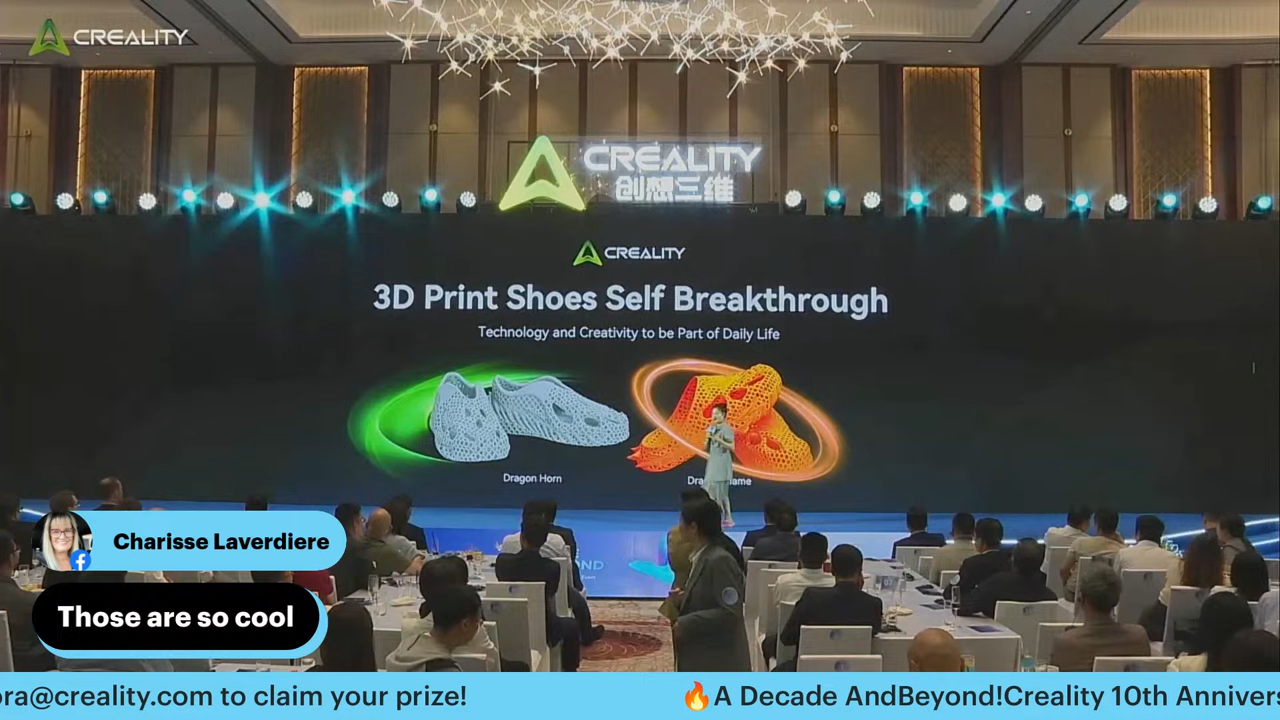 CREALITY
CREALITY
创想三维
CREALITY
3D Print Shoes Self Breakthrough
Technology and Creativity to be Part of Daily Life
Dragon Horn
Charisse Laverdiere
Those are so cool
ora@creality.com to claim your prize!
🔥A Decade AndBeyond!Creality 10th Annivers